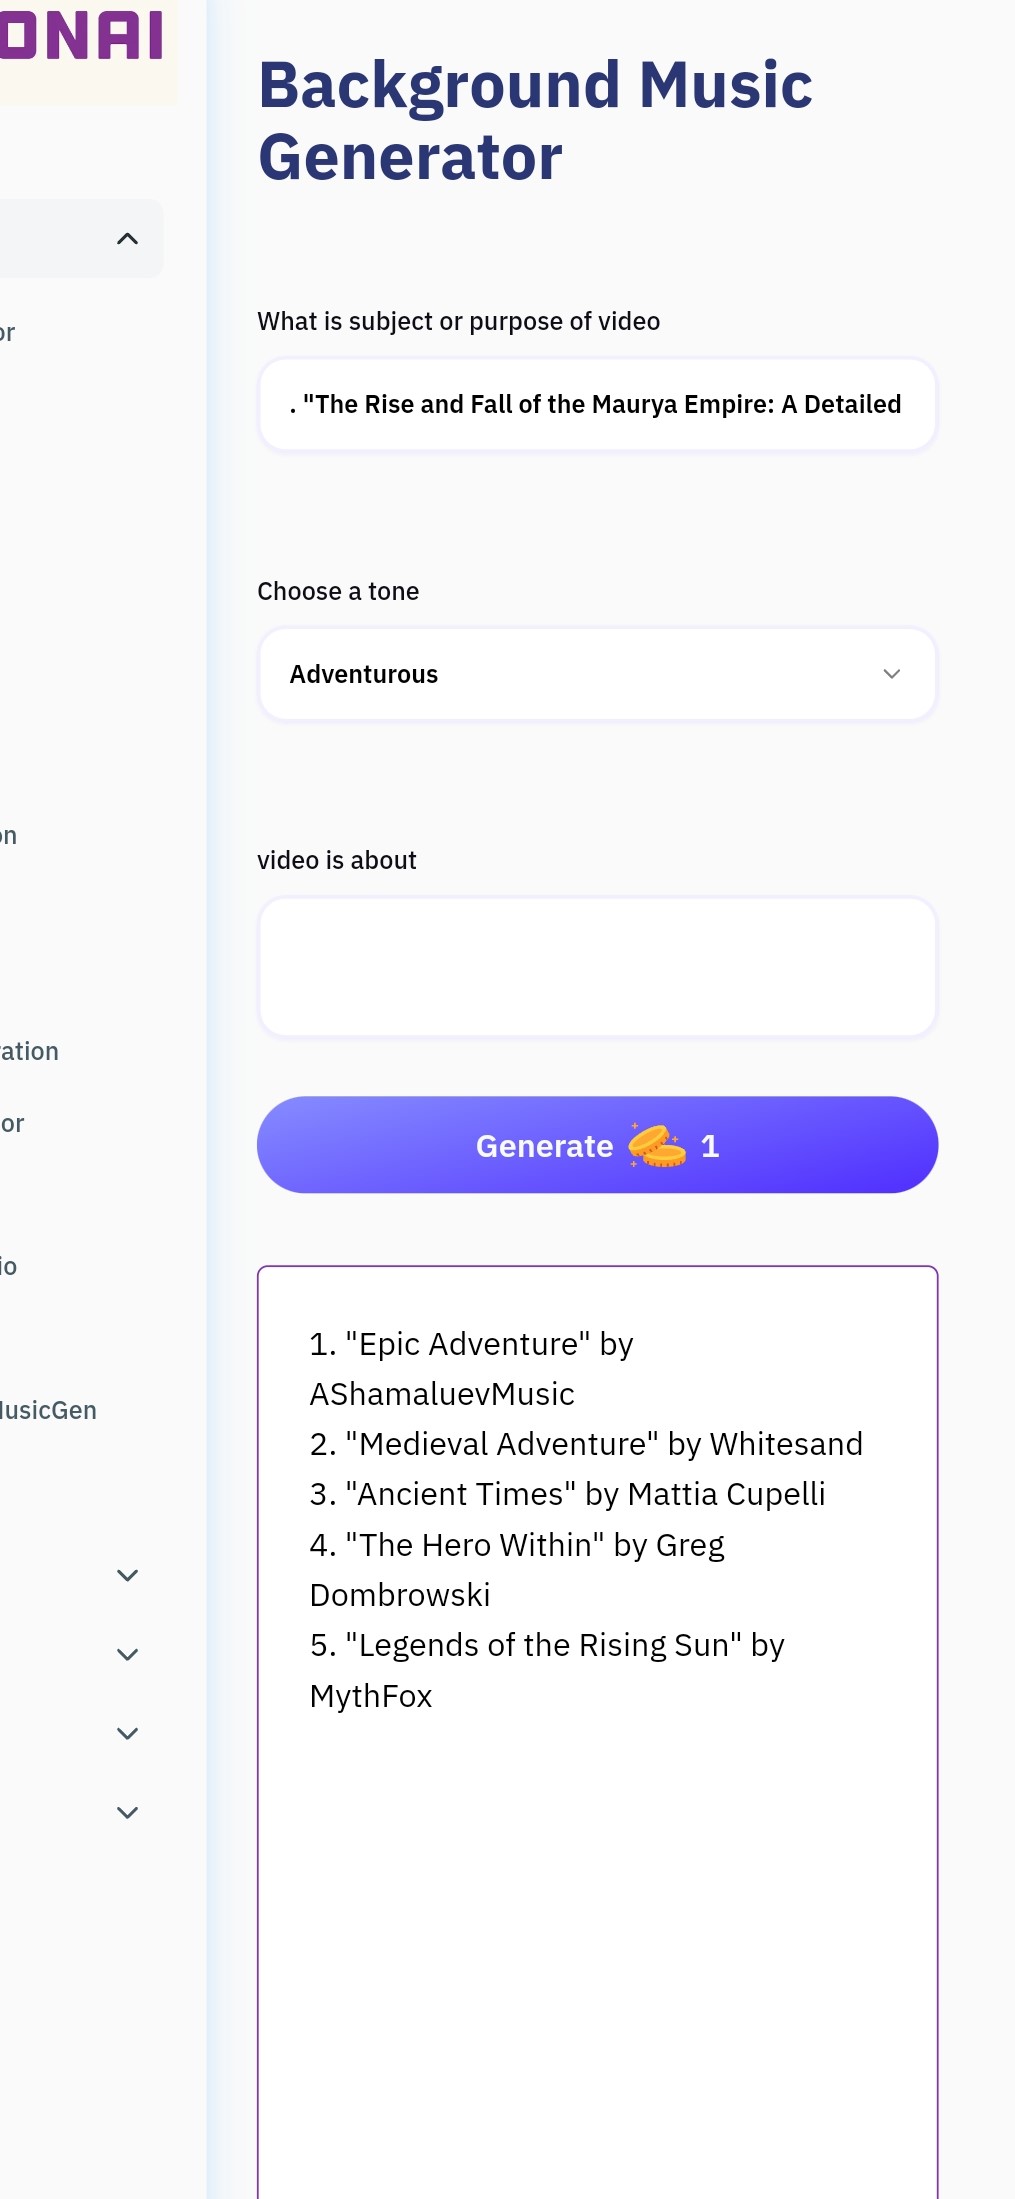 ONAI
Background Music
Generator
or
What is subject or purpose of video
. "The Rise and Fall of the Maurya Empire: A Detailed
Choose a tone
Adventurous
on
video is about
ation
or
Generate 1
io
1. "Epic Adventure" by
AShamaluevMusic
MusicGen
2. "Medieval Adventure" by Whitesand
3. "Ancient Times" by Mattia Cupelli
4. "The Hero Within" by Greg
Dombrowski
5. "Legends of the Rising Sun" by
MythFox